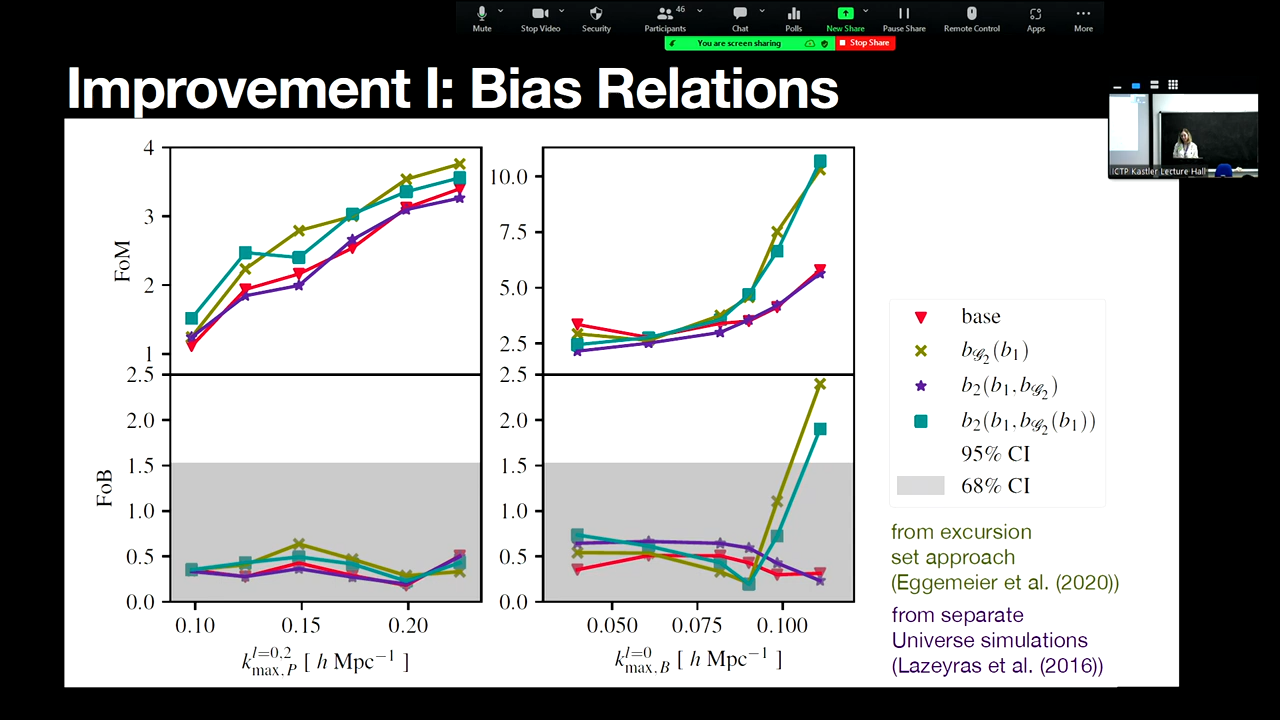 Mute
Stop Video
Security
Participants
46
Chat
Polls
New Share
Pause Share
Remote Control
Apps
More
You are screen sharing
Stop Share
Improvement I: Bias Relations
ICTP Kastler Lecture Hall
4
3
2
1
FoM
10.0
7.5
5.0
2.5
2.5
2.0
1.5
1.0
0.5
0.0
FoB
2.5
2.0
1.5
1.0
0.5
0.0
0.10 0.15 0.20
k_{max,P}^{l=0.2} [ h Mpc^{-1} ]
0.050 0.075 0.100
k_{max,B}^{l=0} [ h Mpc^{-1} ]
base
b_{𝒢_2}(b_1)
b_2(b_1, b_{𝒢_2})
b_2(b_1, b_{𝒢_2}(b_1))
95% CI
68% CI
from excursion
set approach
(Eggemeier et al. (2020))
from separate
Universe simulations
(Lazeyras et al. (2016))